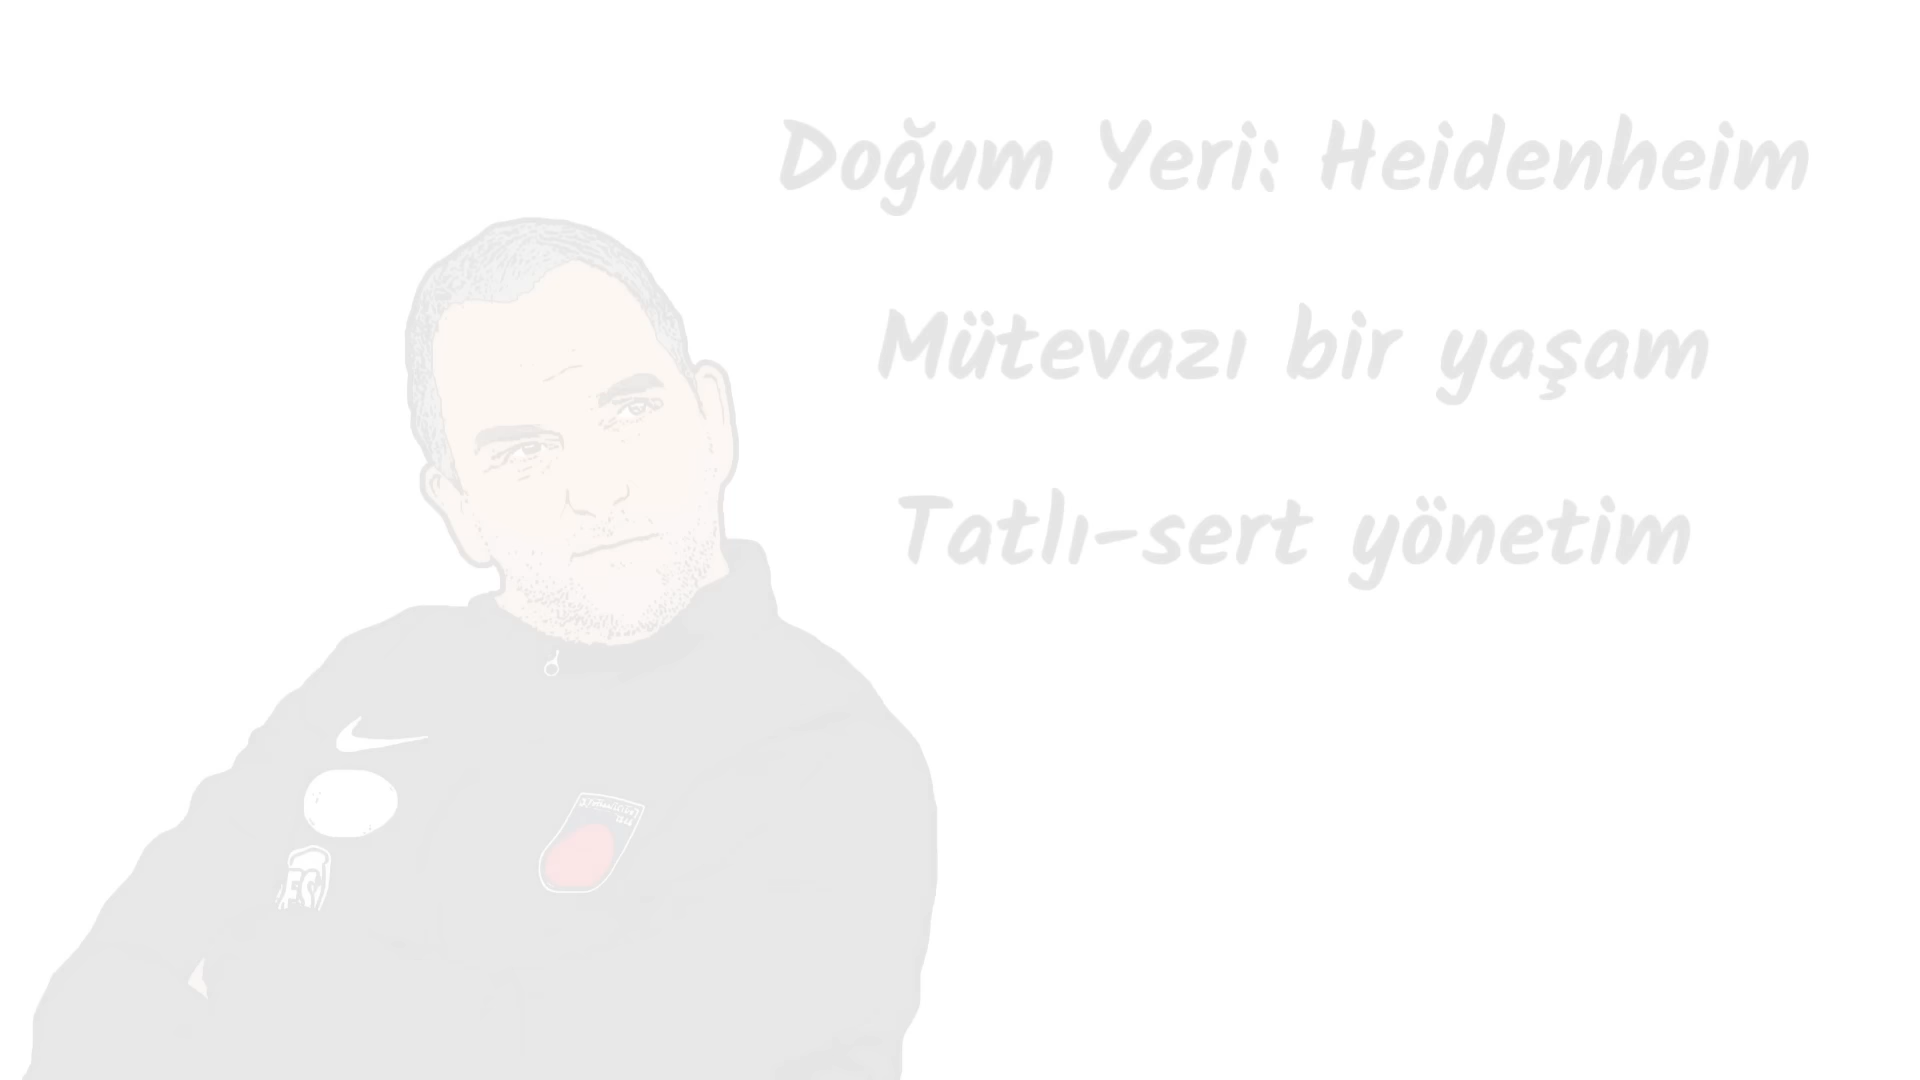 Doğum Yeri: Heidenheim
Mütevazı bir yaşam
Tatlı-sert yönetim